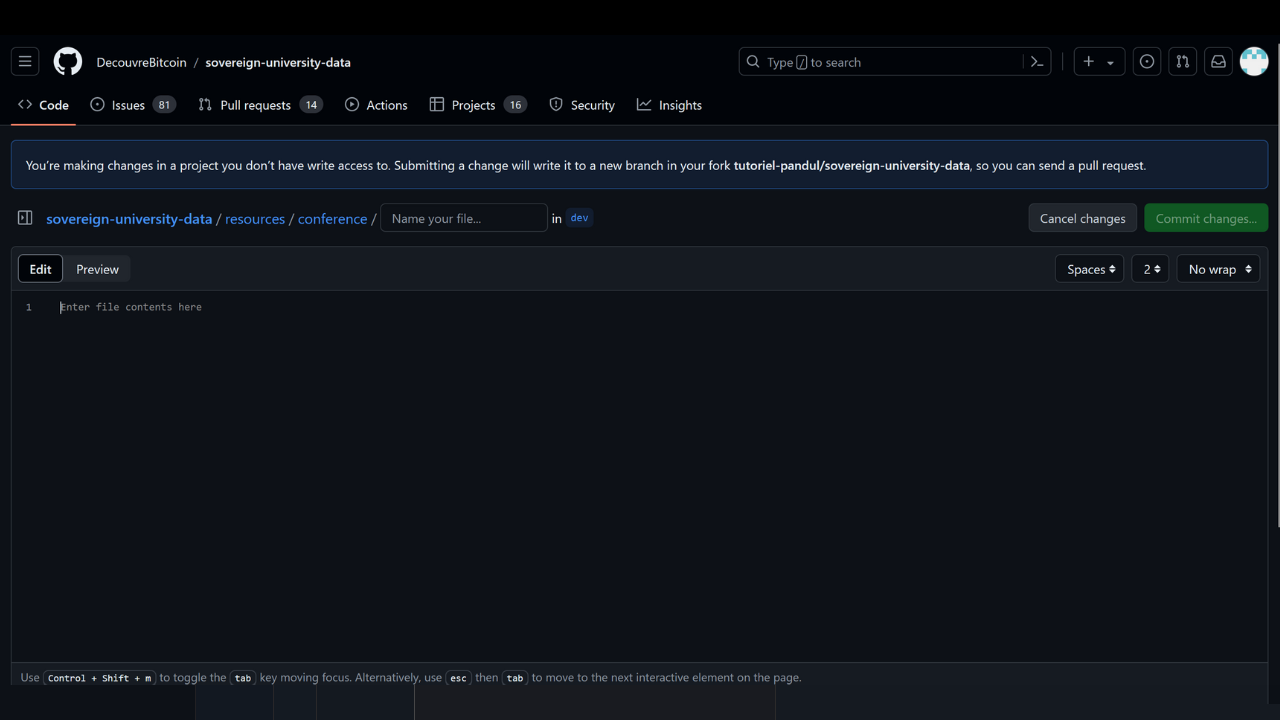 DecouvreBitcoin / sovereign-university-data
Type / to search
Code
Issues 81
Pull requests 14
Actions
Projects 16
Security
Insights
You're making changes in a project you don't have write access to. Submitting a change will write it to a new branch in your fork tutoriel-pandul/sovereign-university-data, so you can send a pull request.
sovereign-university-data / resources / conference / Name your file... in dev
Cancel changes
Commit changes...
Edit
Preview
Spaces
2
No wrap
1 Enter file contents here
Use Control + Shift + m to toggle the tab key moving focus. Alternatively, use esc then tab to move to the next interactive element on the page.